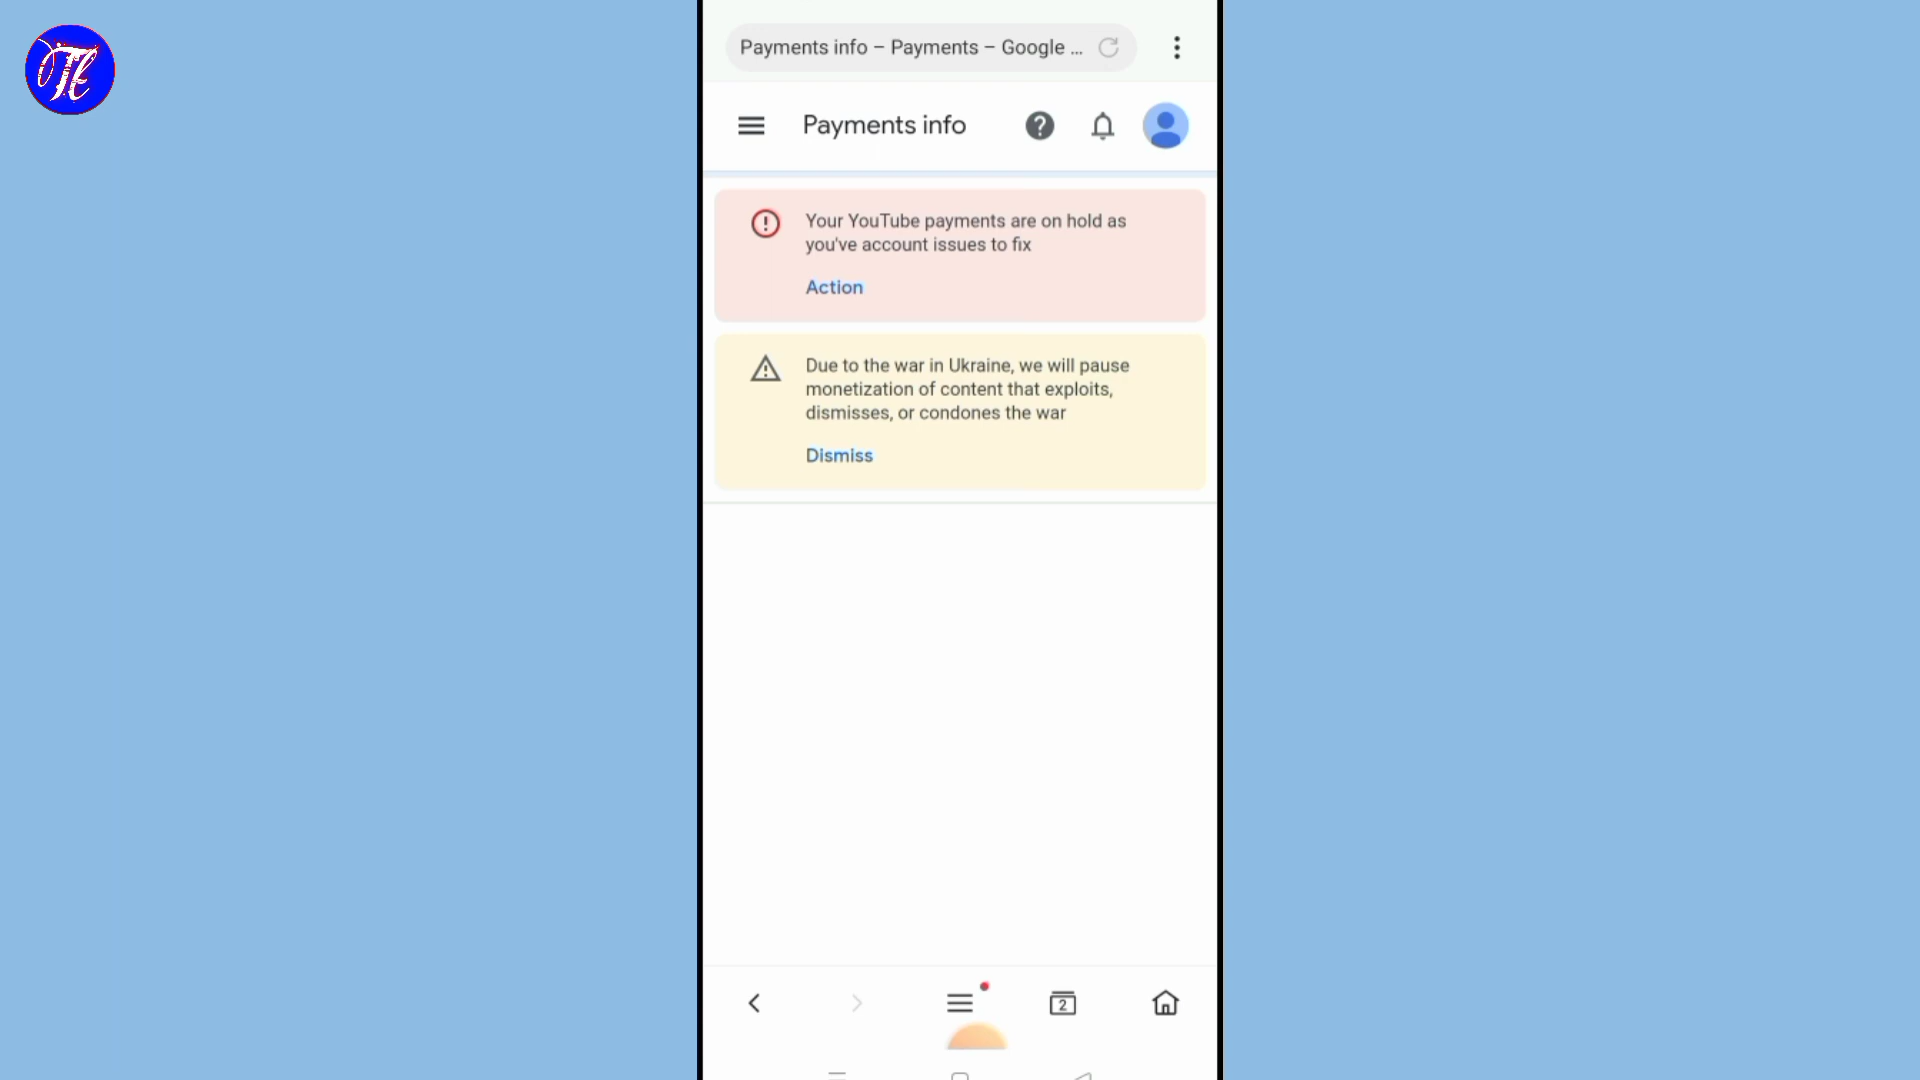 Payments info – Payments – Google ...
Payments info
Your YouTube payments are on hold as
you've account issues to fix
Action
Due to the war in Ukraine, we will pause
monetization of content that exploits,
dismisses, or condones the war
Dismiss
2